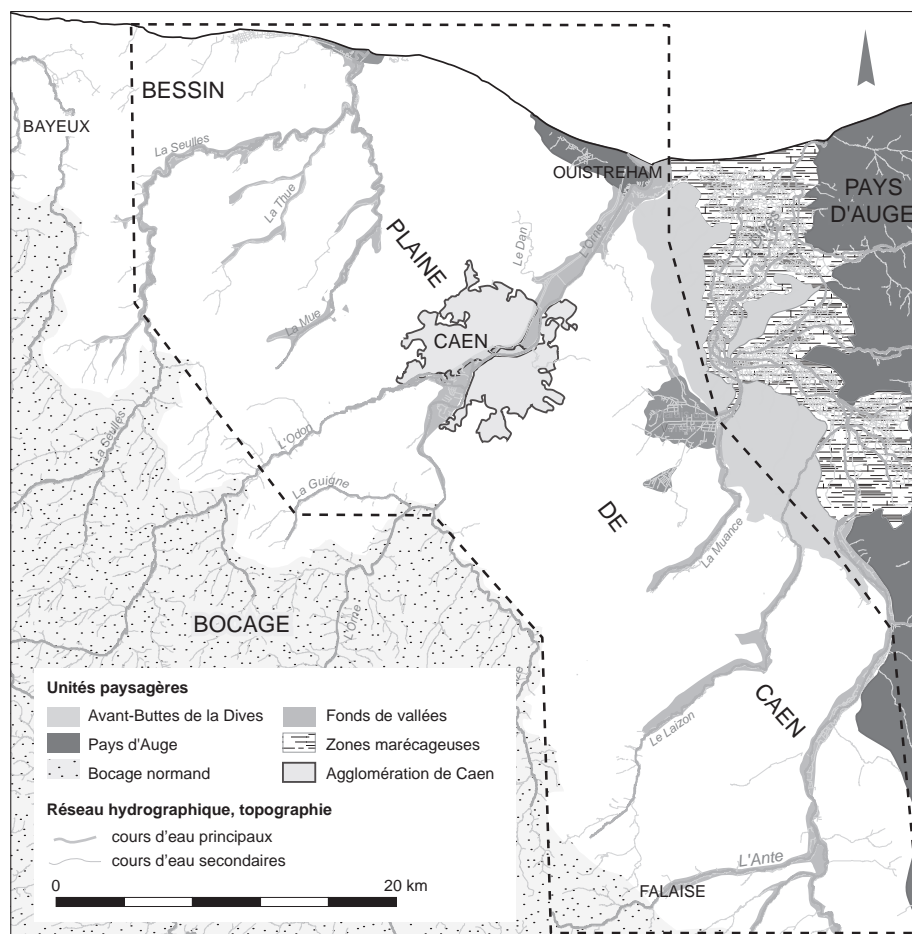 BESSIN
BAYEUX
La Seulles
OUISTREHAM
PAYS
D'AUGE
La Thue
PLAINE
Le Dan
L'Orne
La Dives
La Mue
CAEN
L'Odon
La Seulles
La Guigne
DE
La Muance
L'Orne
BOCAGE
CAEN
Le Laizon
L'Ante
FALAISE
Unités paysagères
Avant-Buttes de la Dives
Fonds de vallées
Pays d'Auge
Zones marécageuses
Bocage normand
Agglomération de Caen
Réseau hydrographique, topographie
cours d'eau principaux
cours d'eau secondaires
0 20 km